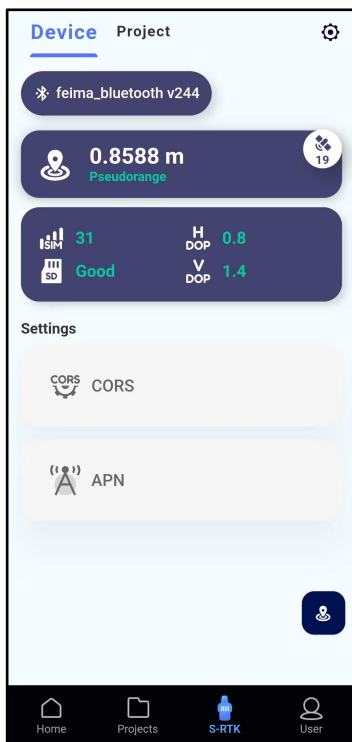 Device Project
feima_bluetooth v244
0.8588 m
Pseudorange
19
SIM 31
H DOP 0.8
SD Good
V DOP 1.4
Settings
CORS CORS
APN
Home Projects S-RTK User